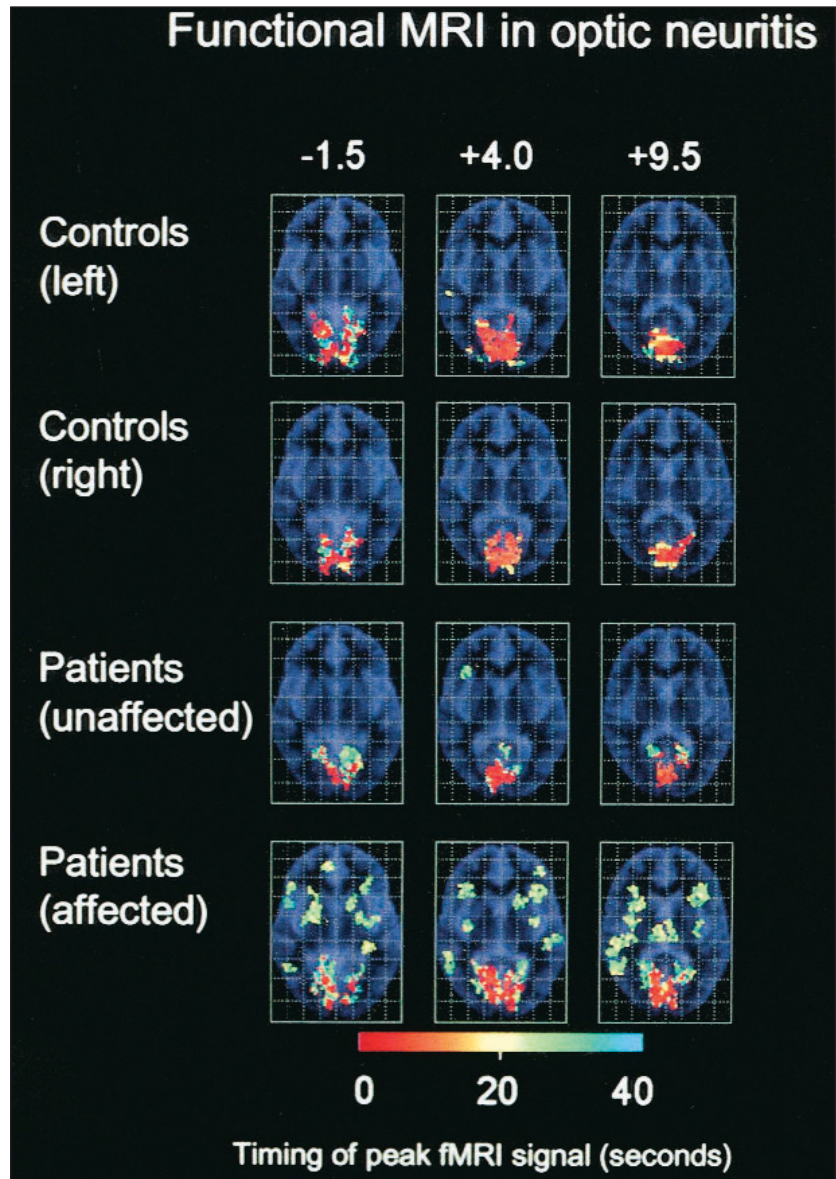 Functional MRI in optic neuritis
-1.5 +4.0 +9.5
Controls
(left)
Controls
(right)
Patients
(unaffected)
Patients
(affected)
0 20 40
Timing of peak fMRI signal (seconds)